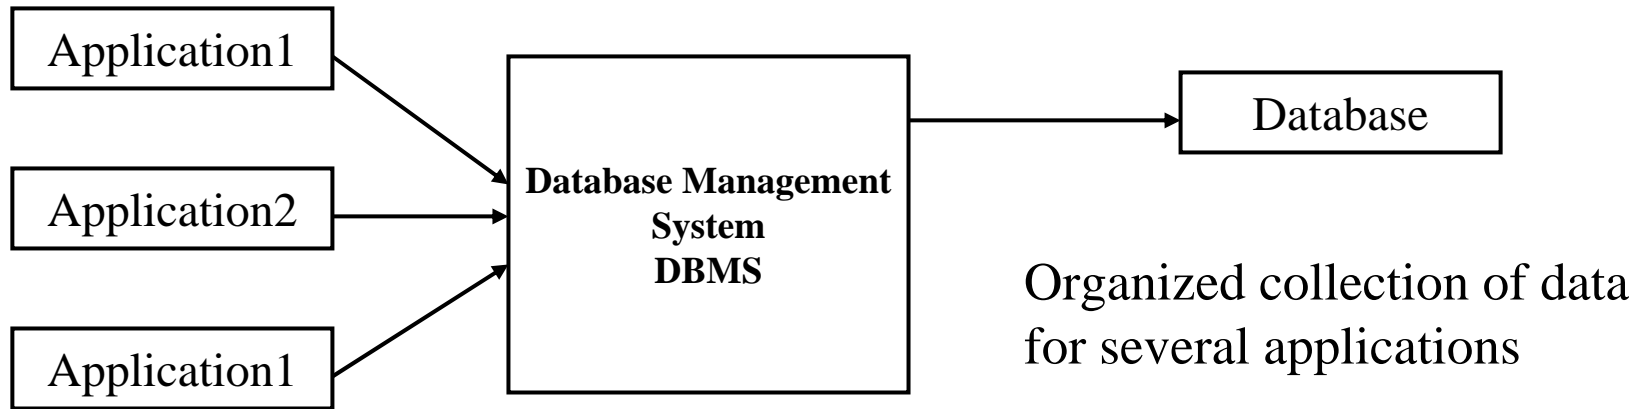 Application1
Application2
Application1
Database Management
System
DBMS
Database
Organized collection of data
for several applications